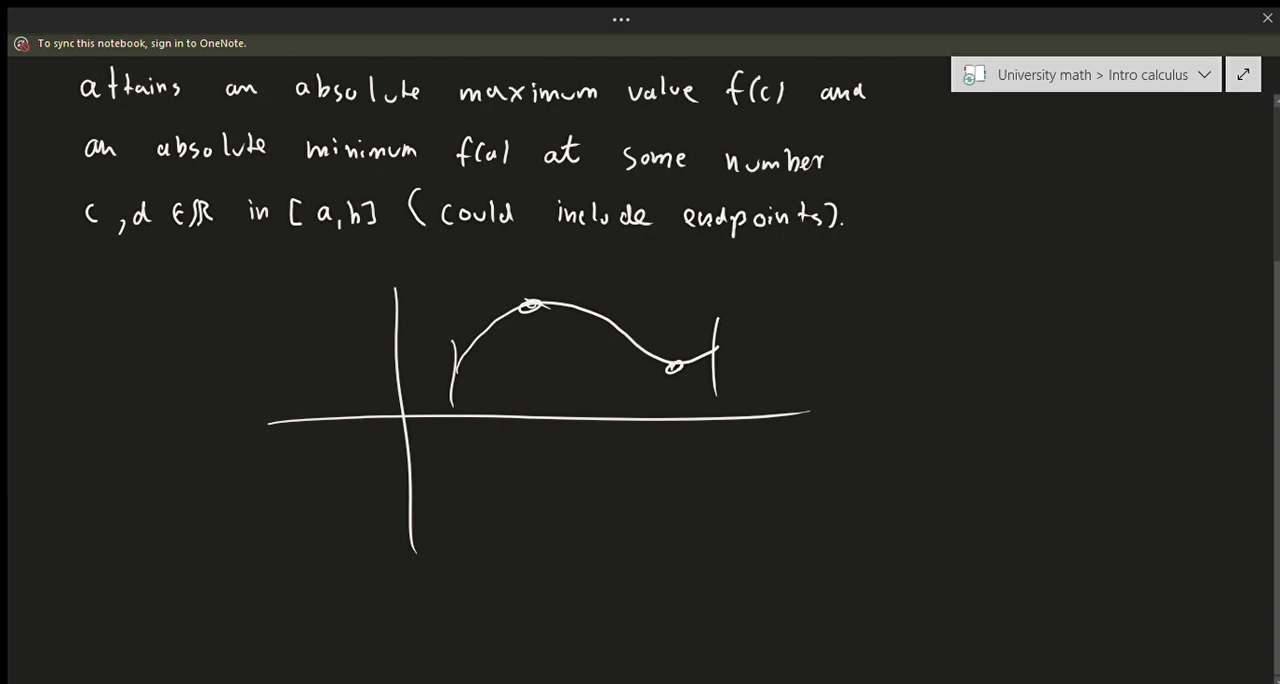 To sync this notebook, sign in to OneNote.
University math > Intro calculus
attains an absolute maximum value f(c) and
an absolute minimum f(d) at some number
c, d ∈ ℝ in [a,b] (could include endpoints).